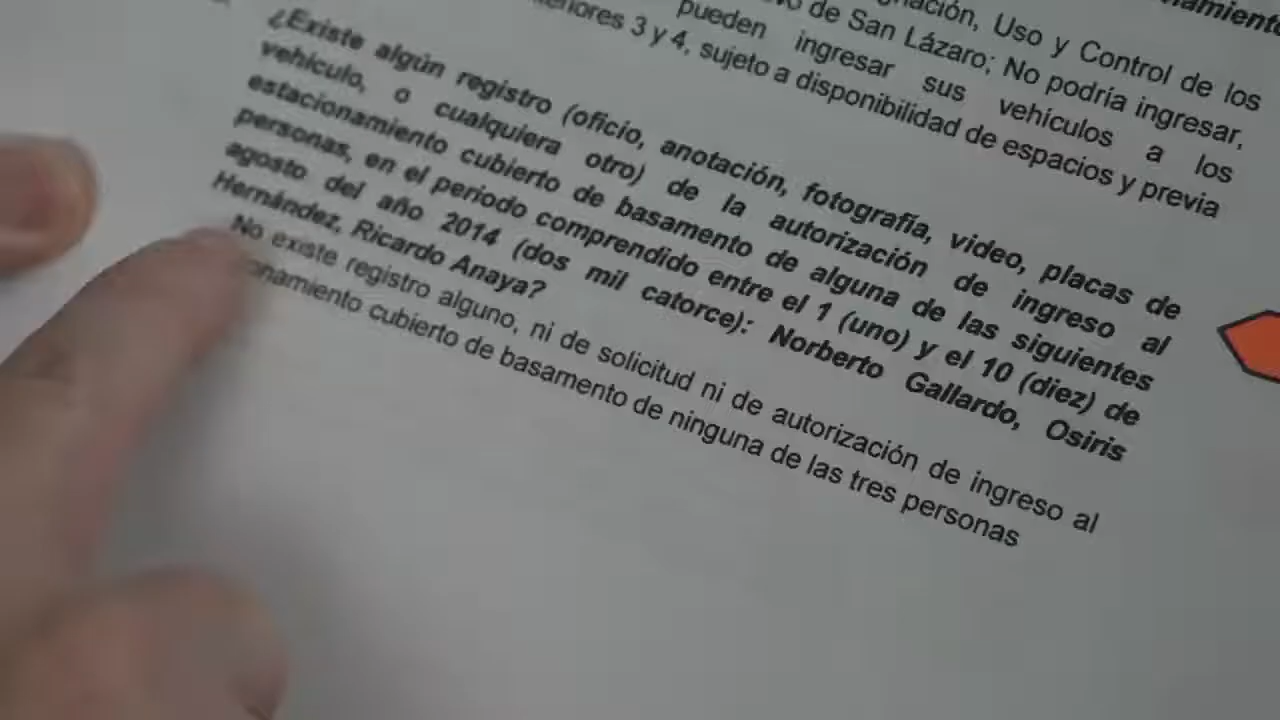 Uso y Control de los
de San Lázaro; No podría ingresar,
pueden ingresar sus vehículos a los
3 y 4, sujeto a disponibilidad de espacios y previa
¿Existe algún registro (oficio, anotación, fotografía, video, placas de
vehículo, o cualquiera otro) de la autorización de ingreso al
estacionamiento cubierto de basamento de alguna de las siguientes
personas, en el periodo comprendido entre el 1 (uno) y el 10 (diez) de
agosto del año 2014 (dos mil catorce): Norberto Gallardo, Osiris
Hernández, Ricardo Anaya?
No existe registro alguno, ni de solicitud ni de autorización de ingreso al
cubierto de basamento de ninguna de las tres personas